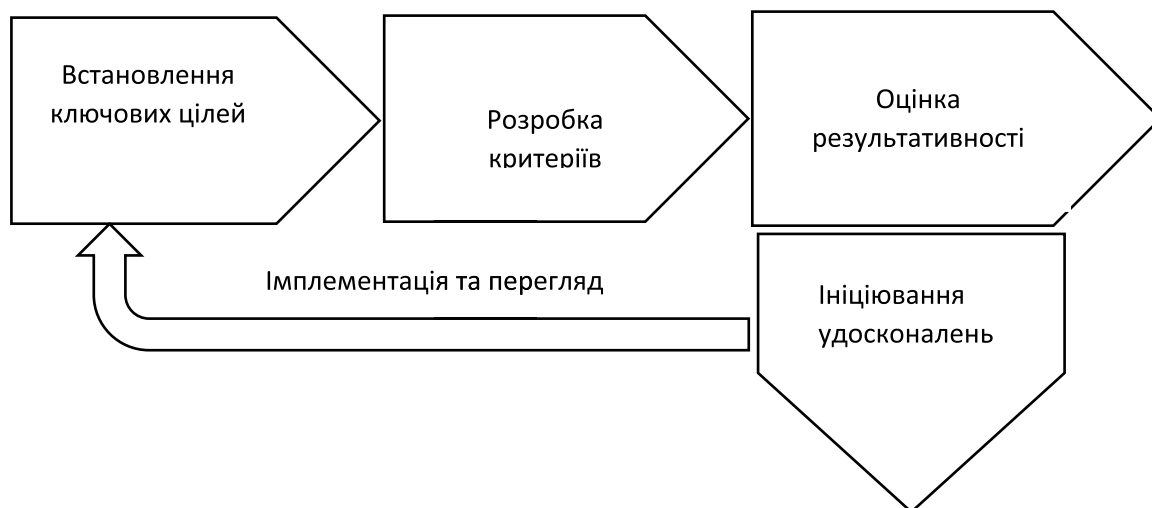 Встановлення
ключових цілей
Розробка
критеріїв
Оцінка
результативності
Імплементація та перегляд
Ініціювання
удосконалень